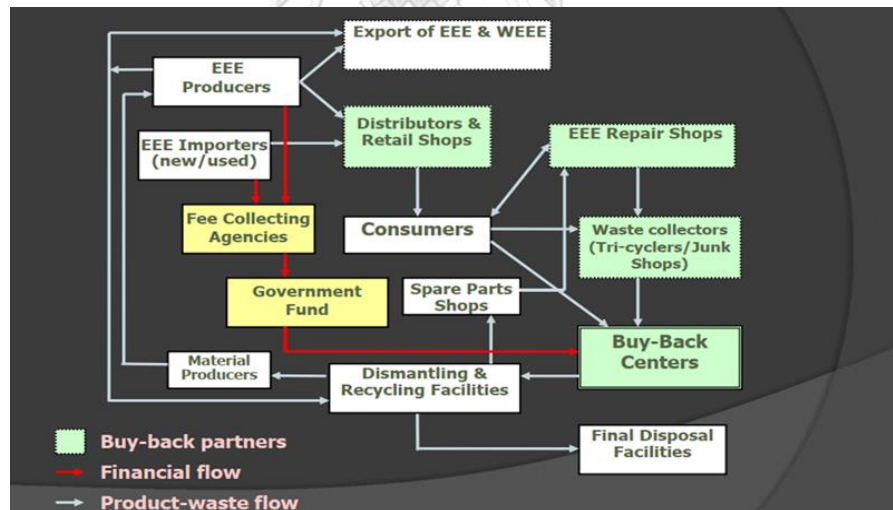 Export of EEE & WEEE
EEE
Producers
Distributors &
Retail Shops
EEE Repair Shops
EEE Importers
(new/used)
Fee Collecting
Agencies
Consumers
Waste collectors
(Tri-cyclers/Junk
Shops)
Government
Fund
Spare Parts
Shops
Buy-Back
Centers
Material
Producers
Dismantling &
Recycling Facilities
Final Disposal
Facilities
Buy-back partners
Financial flow
Product-waste flow